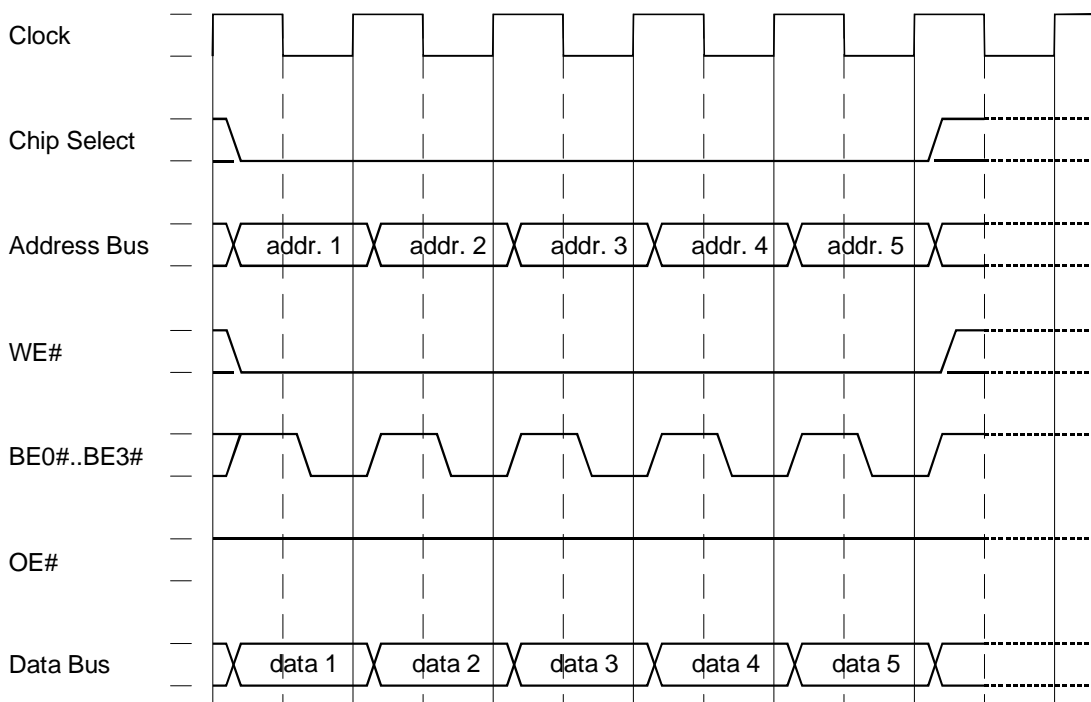 Clock
Chip Select
Address Bus
addr. 1 addr. 2 addr. 3 addr. 4 addr. 5
WE#
BE0#..BE3#
OE#
Data Bus
data 1 data 2 data 3 data 4 data 5